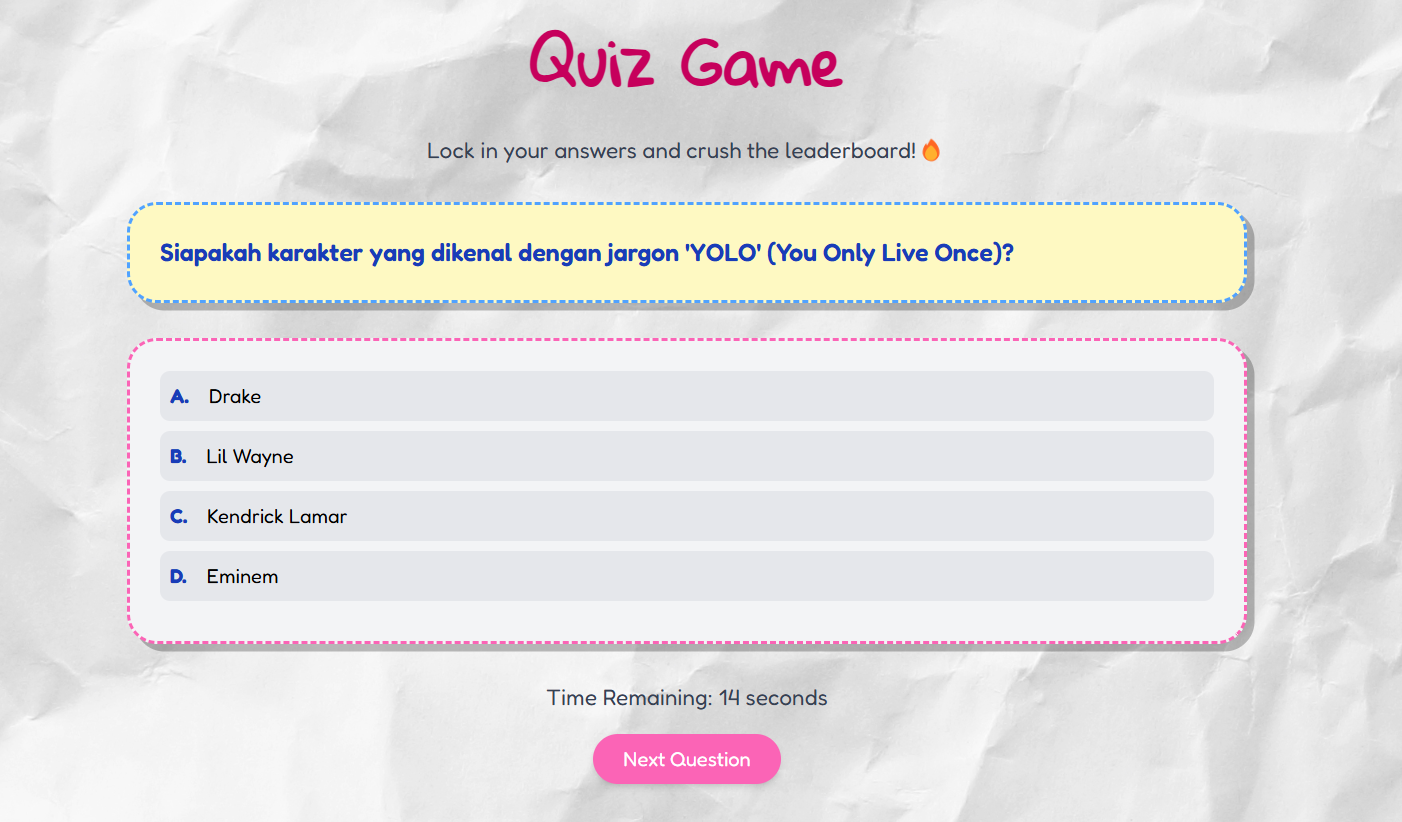 Quiz Game
Lock in your answers and crush the leaderboard! 🔥
Siapakah karakter yang dikenal dengan jargon 'YOLO' (You Only Live Once)?
A. Drake
B. Lil Wayne
C. Kendrick Lamar
D. Eminem
Time Remaining: 14 seconds
Next Question